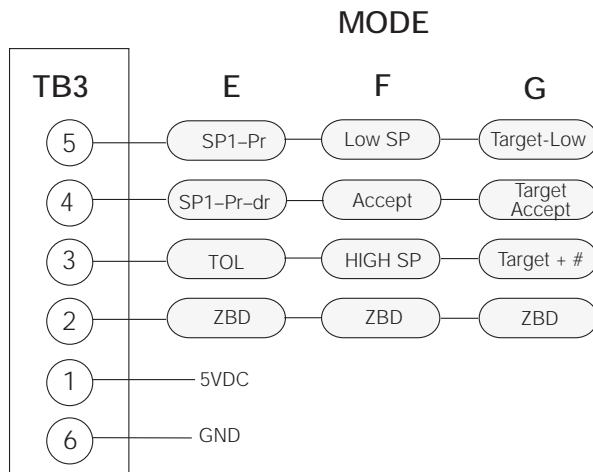 MODE
TB3 E F G
5 SP1–Pr Low SP Target-Low
4 SP1–Pr–dr Accept Target Accept
3 TOL HIGH SP Target + #
2 ZBD ZBD ZBD
1 5VDC
6 GND